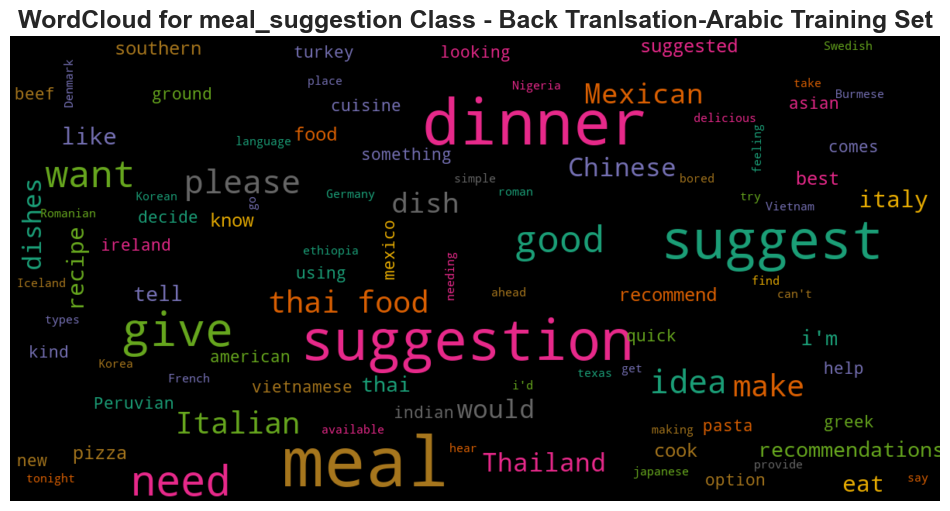 WordCloud for meal_suggestion Class - Back Tranlsation-Arabic Training Set
southern turkey looking suggested Swedish
Denmark place Nigeria take
beef ground cuisine dinner Mexican asian Burmese
like language food delicious feeling comes
something Chinese
want please simple bored best
dishes Korean Germany roman try italy
Romanian decide know go dish Vietnam
recipe ireland mexico good suggest
ethiopia needing
Iceland using find
tell thai food ahead recommend can't
types give suggestion quick i'm
kind american
Korea French vietnamese thai i'd texas get idea make help
Peruvian indian would
Italian available making pasta greek
new pizza meal hear cook recommendations
tonight need Thailand japanese provide
option eat say